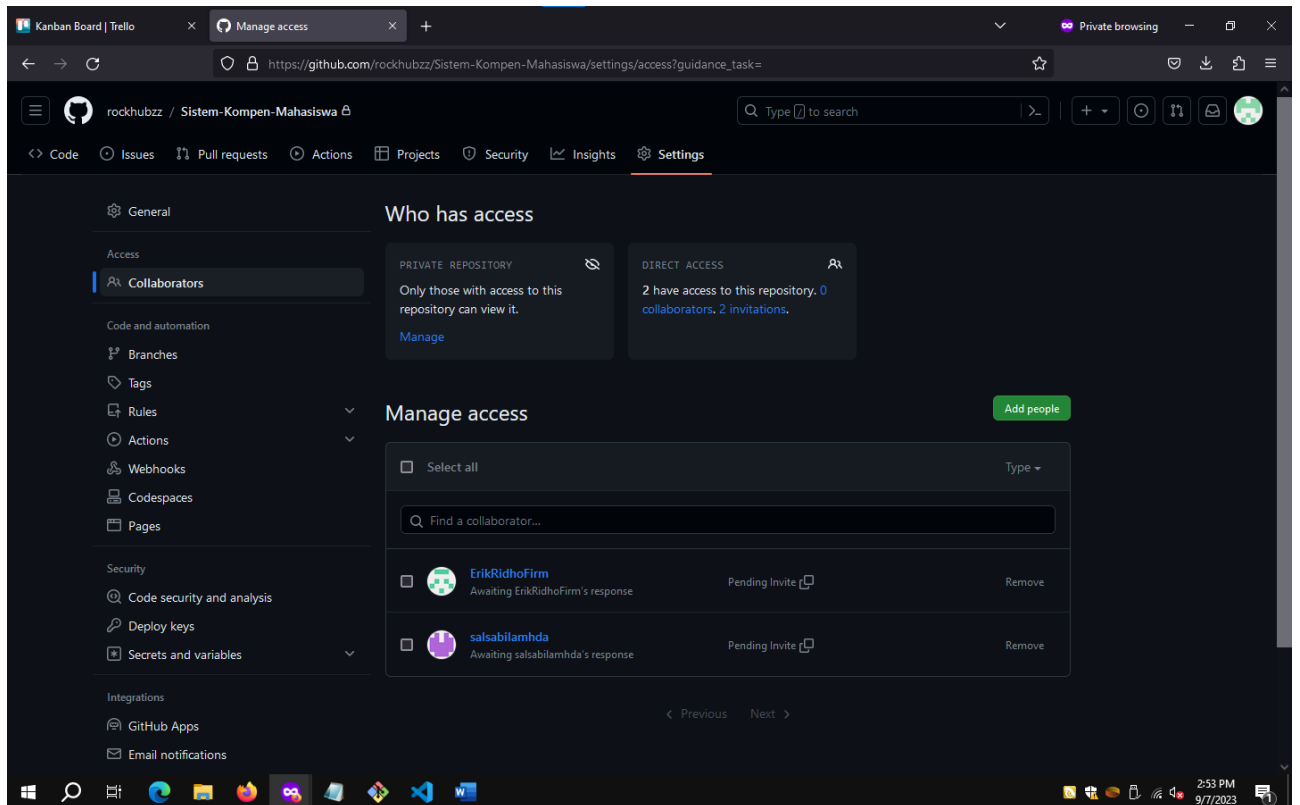 Kanban Board | Trello
Manage access
Private browsing
https://github.com/rockhubzz/Sistem-Kompen-Mahasiswa/settings/access?guidance_task=
rockhubzz / Sistem-Kompen-Mahasiswa
Type / to search
Code Issues Pull requests Actions Projects Security Insights Settings
General
Access
Collaborators
Code and automation
Branches
Tags
Rules
Actions
Webhooks
Codespaces
Pages
Security
Code security and analysis
Deploy keys
Secrets and variables
Integrations
GitHub Apps
Email notifications
Who has access
PRIVATE REPOSITORY
Only those with access to this
repository can view it.
Manage
DIRECT ACCESS
2 have access to this repository. 0
collaborators. 2 invitations.
Manage access
Add people
Select all
Type
Find a collaborator...
ErikRidhoFirm
Awaiting ErikRidhoFirm's response
Pending Invite
Remove
salsabilamhda
Awaiting salsabilamhda's response
Pending Invite
Remove
Previous Next
2:53 PM
9/7/2023